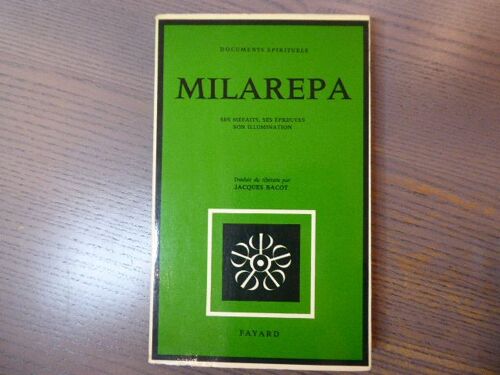 DOCUMENTS SPIRITUELS
MILAREPA
SES MÉFAITS, SES ÉPREUVES
SON ILLUMINATION
Traduit du tibétain par
JACQUES BACOT
FAYARD